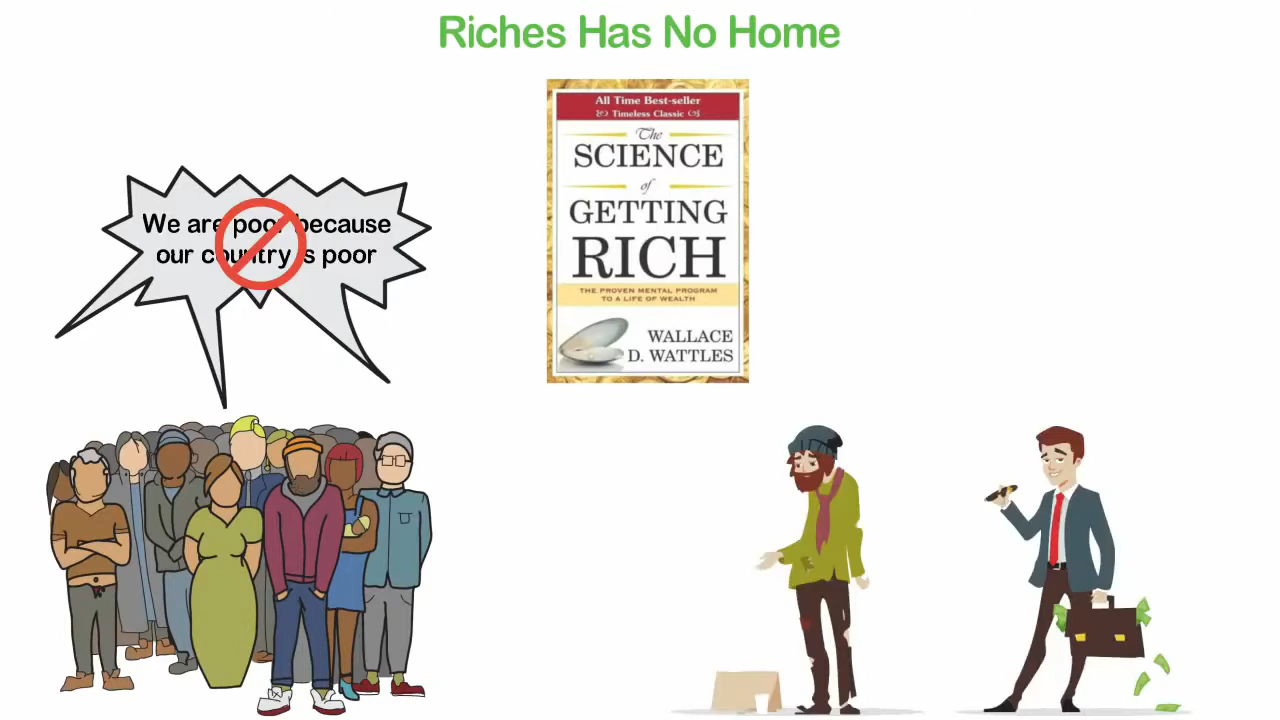 Riches Has No Home
All Time Best-seller
Timeless Classic
The
SCIENCE
of
GETTING
RICH
THE PROVEN MENTAL PROGRAM
TO A LIFE OF WEALTH
WALLACE
D. WATTLES
We are poor because
our country is poor